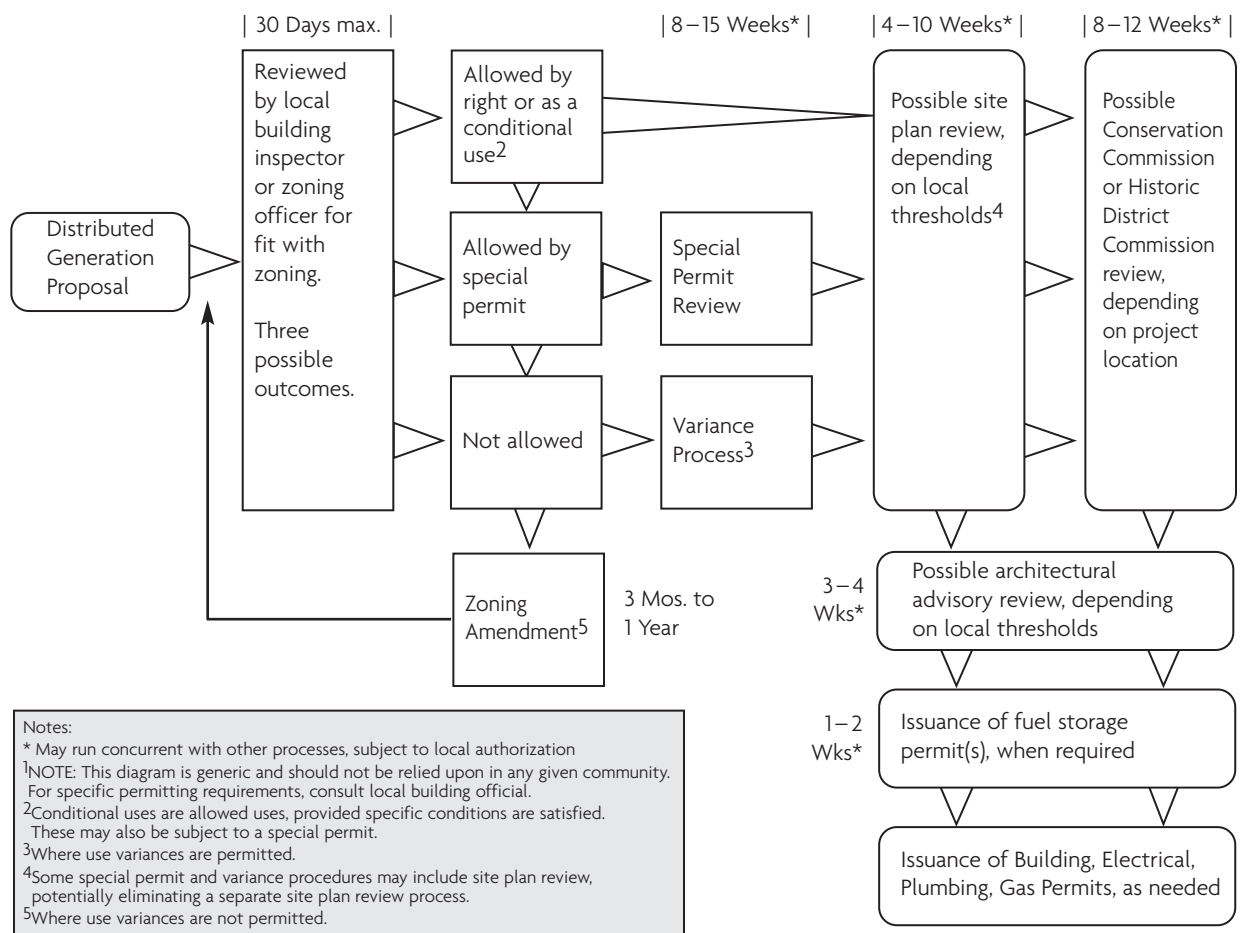 | 30 Days max. |
| 8–15 Weeks* |
| 4–10 Weeks* |
| 8–12 Weeks* |
Distributed
Generation
Proposal
Reviewed
by local
building
inspector
or zoning
officer for
fit with
zoning.
Three
possible
outcomes.
Allowed by
right or as a
conditional
use2
Allowed by
special
permit
Special
Permit
Review
Not allowed
Variance
Process3
Zoning
Amendment5
3 Mos. to
1 Year
Possible site
plan review,
depending
on local
thresholds4
Possible
Conservation
Commission
or Historic
District
Commission
review,
depending
on project
location
3–4
Wks*
Possible architectural
advisory review, depending
on local thresholds
1–2
Wks*
Issuance of fuel storage
permit(s), when required
Issuance of Building, Electrical,
Plumbing, Gas Permits, as needed
Notes:
* May run concurrent with other processes, subject to local authorization
1NOTE: This diagram is generic and should not be relied upon in any given community.
For specific permitting requirements, consult local building official.
2Conditional uses are allowed uses, provided specific conditions are satisfied.
These may also be subject to a special permit.
3Where use variances are permitted.
4Some special permit and variance procedures may include site plan review,
potentially eliminating a separate site plan review process.
5Where use variances are not permitted.